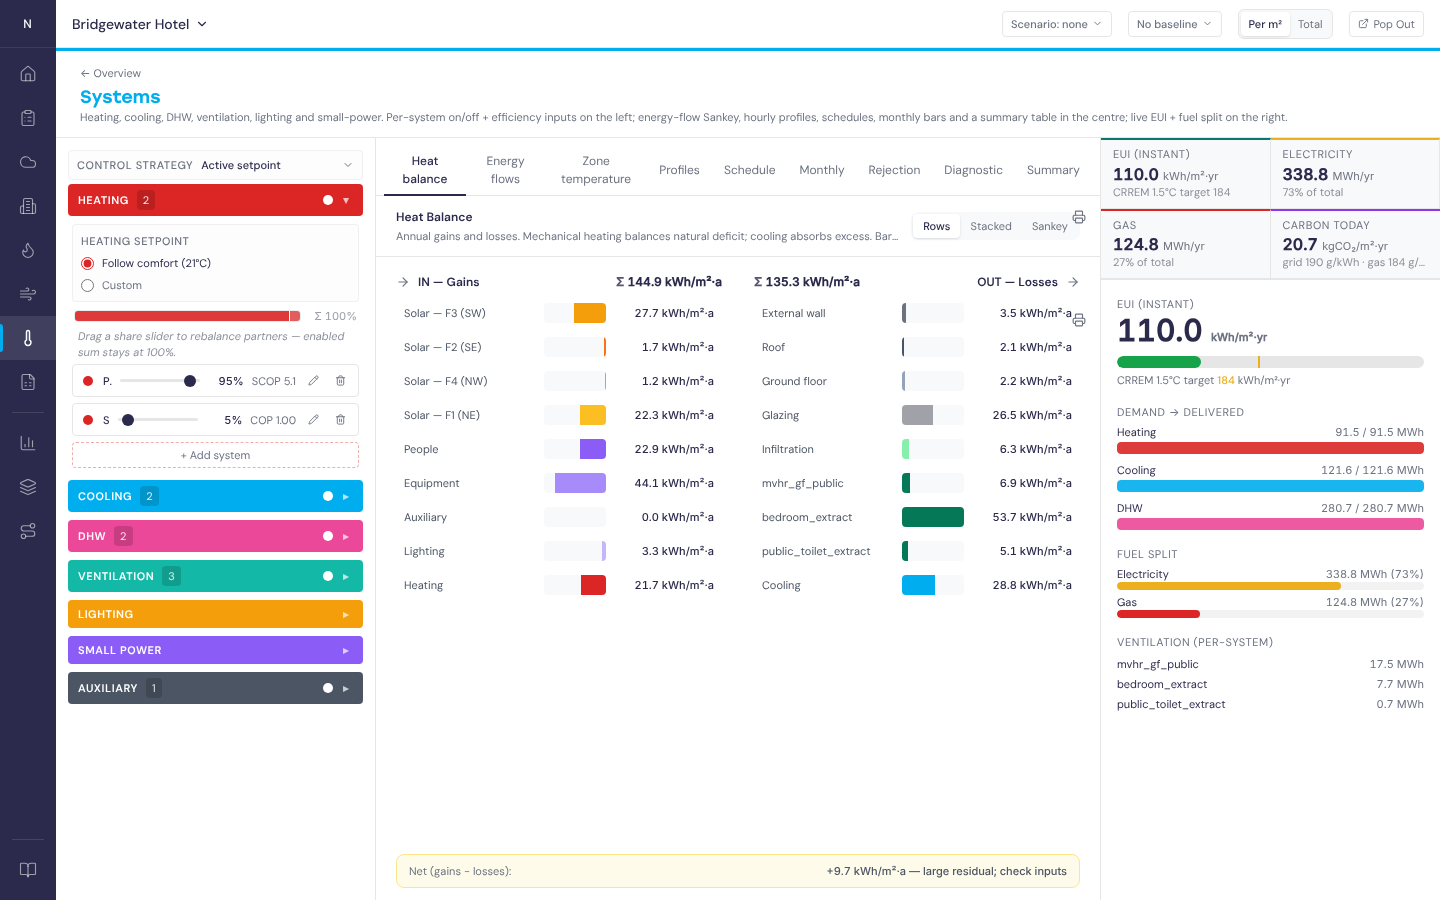 N
Bridgewater Hotel
Scenario: none
No baseline
Per m²
Total
Pop Out
← Overview
Systems
Heating, cooling, DHW, ventilation, lighting and small-power. Per-system on/off + efficiency inputs on the left; energy-flow Sankey, hourly profiles, schedules, monthly bars and a summary table in the centre; live EUI + fuel split on the right.
CONTROL STRATEGY Active setpoint
HEATING 2
HEATING SETPOINT
Follow comfort (21°C)
Custom
Σ 100%
Drag a share slider to rebalance partners — enabled
sum stays at 100%.
P. 95% SCOP 5.1
S 5% COP 1.00
+ Add system
COOLING 2
DHW 2
VENTILATION 3
LIGHTING
SMALL POWER
AUXILIARY 1
Heat balance
Energy flows
Zone temperature
Profiles
Schedule
Monthly
Rejection
Diagnostic
Summary
Heat Balance
Annual gains and losses. Mechanical heating balances natural deficit; cooling absorbs excess. Bar…
Rows
Stacked
Sankey
→ IN — Gains Σ 144.9 kWh/m²·a Σ 135.3 kWh/m²·a OUT — Losses →
Solar — F3 (SW) 27.7 kWh/m²·a External wall 3.5 kWh/m²·a
Solar — F2 (SE) 1.7 kWh/m²·a Roof 2.1 kWh/m²·a
Solar — F4 (NW) 1.2 kWh/m²·a Ground floor 2.2 kWh/m²·a
Solar — F1 (NE) 22.3 kWh/m²·a Glazing 26.5 kWh/m²·a
People 22.9 kWh/m²·a Infiltration 6.3 kWh/m²·a
Equipment 44.1 kWh/m²·a mvhr_gf_public 6.9 kWh/m²·a
Auxiliary 0.0 kWh/m²·a bedroom_extract 53.7 kWh/m²·a
Lighting 3.3 kWh/m²·a public_toilet_extract 5.1 kWh/m²·a
Heating 21.7 kWh/m²·a Cooling 28.8 kWh/m²·a
Net (gains − losses): +9.7 kWh/m²·a — large residual; check inputs
EUI (INSTANT)
110.0 kWh/m²·yr
CRREM 1.5°C target 184
ELECTRICITY
338.8 MWh/yr
73% of total
GAS
124.8 MWh/yr
27% of total
CARBON TODAY
20.7 kgCO₂/m²·yr
grid 190 g/kWh · gas 184 g/…
EUI (INSTANT)
110.0 kWh/m²·yr
CRREM 1.5°C target 184 kWh/m²·yr
DEMAND → DELIVERED
Heating 91.5 / 91.5 MWh
Cooling 121.6 / 121.6 MWh
DHW 280.7 / 280.7 MWh
FUEL SPLIT
Electricity 338.8 MWh (73%)
Gas 124.8 MWh (27%)
VENTILATION (PER-SYSTEM)
mvhr_gf_public 17.5 MWh
bedroom_extract 7.7 MWh
public_toilet_extract 0.7 MWh